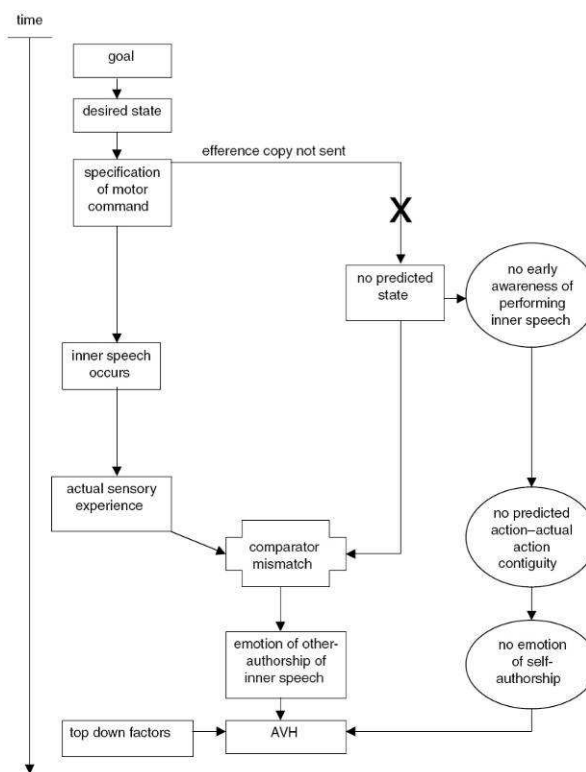 time
goal
desired state
efference copy not sent
specification
of motor
command
X
no predicted
state
no early
awareness of
performing
inner speech
inner speech
occurs
actual sensory
experience
no predicted
action–actual
action
contiguity
comparator
mismatch
emotion of other-
authorship of
inner speech
no emotion
of self-
authorship
top down factors
AVH